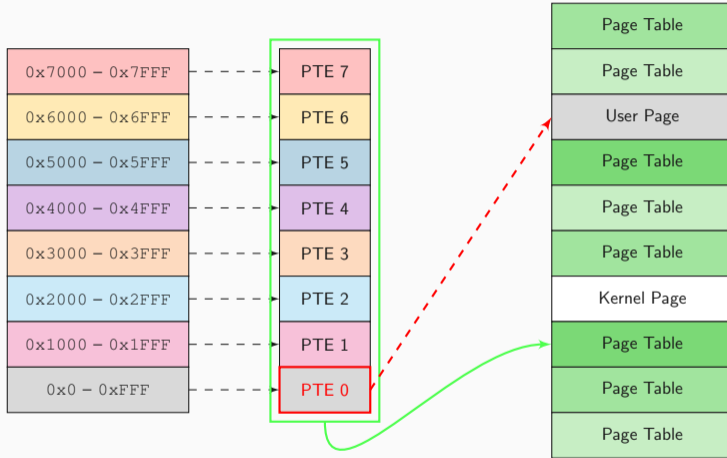 0x7000 – 0x7FFF
0x6000 – 0x6FFF
0x5000 – 0x5FFF
0x4000 – 0x4FFF
0x3000 – 0x3FFF
0x2000 – 0x2FFF
0x1000 – 0x1FFF
0x0 – 0xFFF
PTE 7
PTE 6
PTE 5
PTE 4
PTE 3
PTE 2
PTE 1
PTE 0
Page Table
Page Table
User Page
Page Table
Page Table
Page Table
Kernel Page
Page Table
Page Table
Page Table